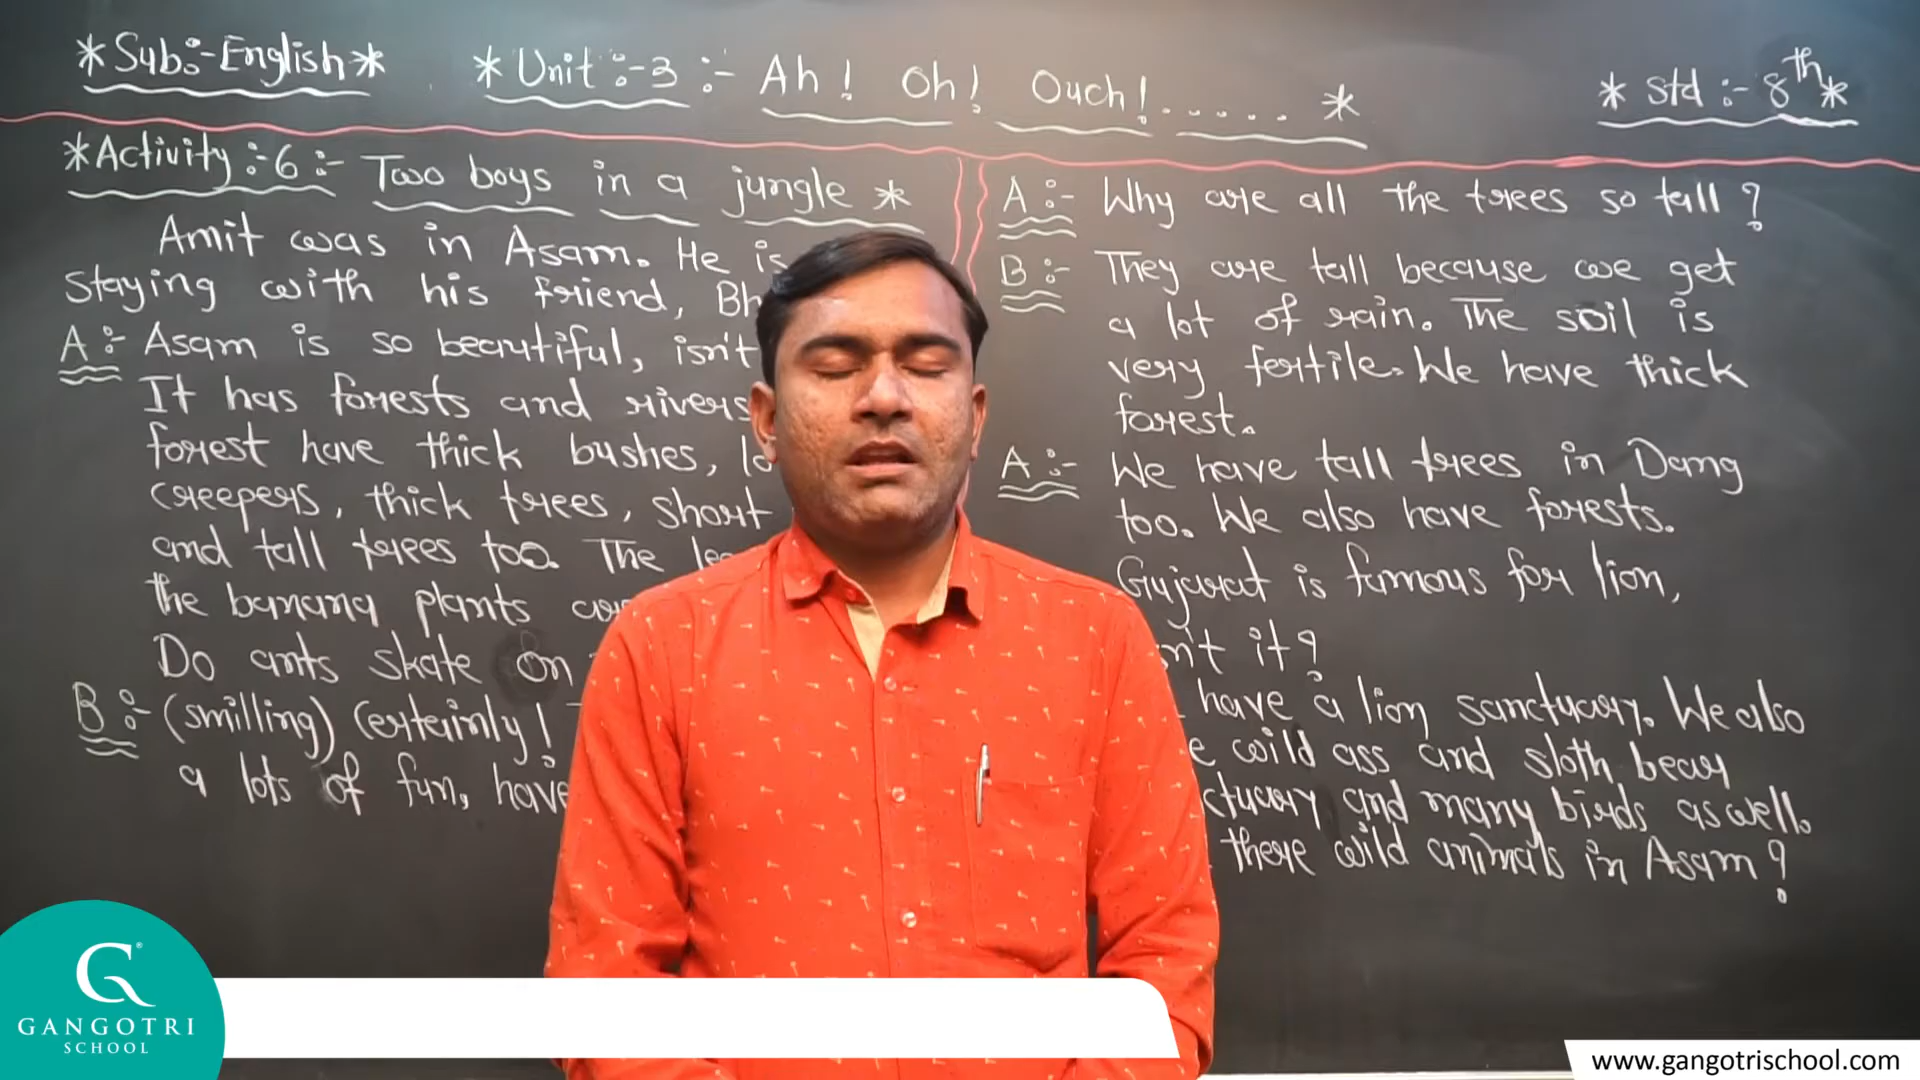 *Sub:-English*
*Unit:-3:- Ah! Oh! Ouch!...... *
* Std :- 8th*
*Activity:-6:- Two boys in a jungle *
Amit was in Asam. He is
staying with his friend,
A:- Asam is so beautiful, isn't
It has forests and rivers
forest have thick bushes,
creepers, thick trees, short
and tall trees too. The
the banana plants
Do ants skate on
B:- (smilling) Certainly!
a lots of fun, have
A:- Why are all the trees so tall?
B:- They are tall because we get
a lot of rain. The soil is
very fertile. We have thick
forest.
A:- We have tall trees in Dang
too. We also have forests.
Gujarat is famous for lion,
it?
have a lion sanctuary. We also
wild ass and sloth bear
and many birds as well.
there wild animals in Asam?
GANGOTRI
SCHOOL
www.gangotrischool.com